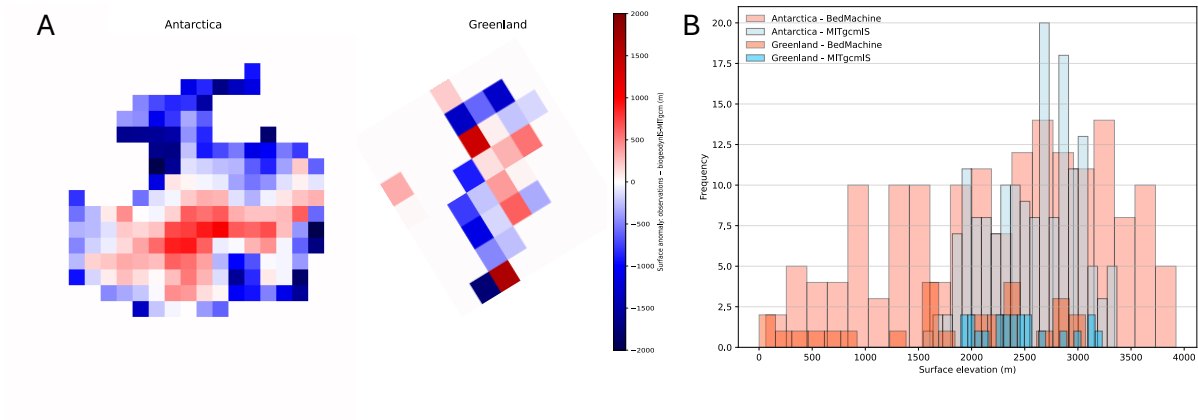 A
Antarctica
Greenland
2000
1500
1000
500
0
−500
−1000
−1500
−2000
Surface anomaly: observations − biogeodyn-MITgcmIS (m)
B
Antarctica - BedMachine
Antarctica - MITgcmIS
Greenland - BedMachine
Greenland - MITgcmIS
Frequency
20.0
17.5
15.0
12.5
10.0
7.5
5.0
2.5
0.0
0
500
1000
1500
2000
2500
3000
3500
4000
Surface elevation (m)